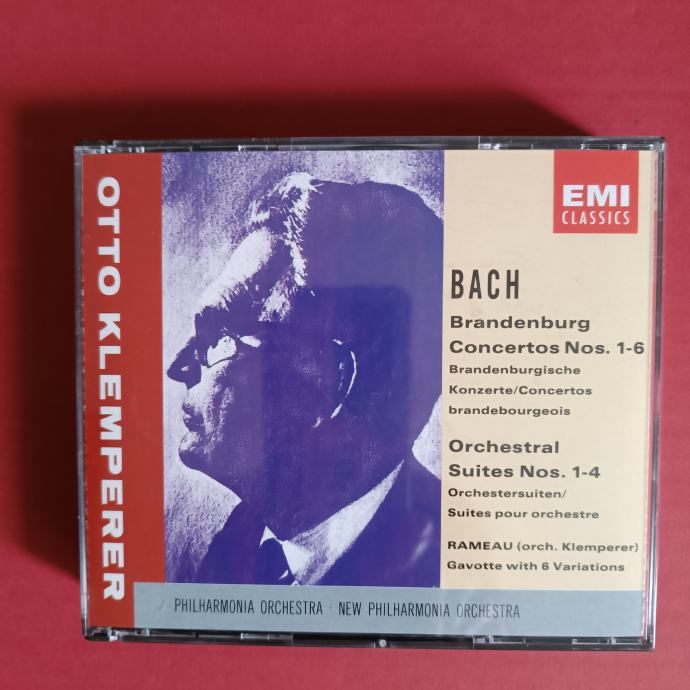 OTTO KLEMPERER
EMI
CLASSICS
BACH
Brandenburg
Concertos Nos. 1-6
Brandenburgische
Konzerte/Concertos
brandebourgeois
Orchestral
Suites Nos. 1-4
Orchestersuiten/
Suites pour orchestre
RAMEAU (orch. Klemperer)
Gavotte with 6 Variations
PHILHARMONIA ORCHESTRA · NEW PHILHARMONIA ORCHESTRA